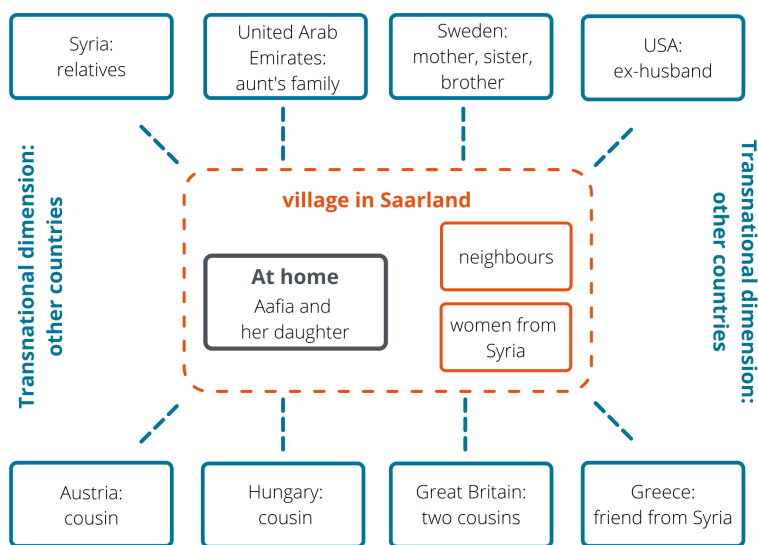 Syria:
relatives
United Arab
Emirates:
aunt's family
Sweden:
mother, sister,
brother
USA:
ex-husband
Transnational dimension:
other countries
village in Saarland
At home
Aafia and
her daughter
neighbours
women from
Syria
Transnational dimension:
other countries
Austria:
cousin
Hungary:
cousin
Great Britain:
two cousins
Greece:
friend from Syria